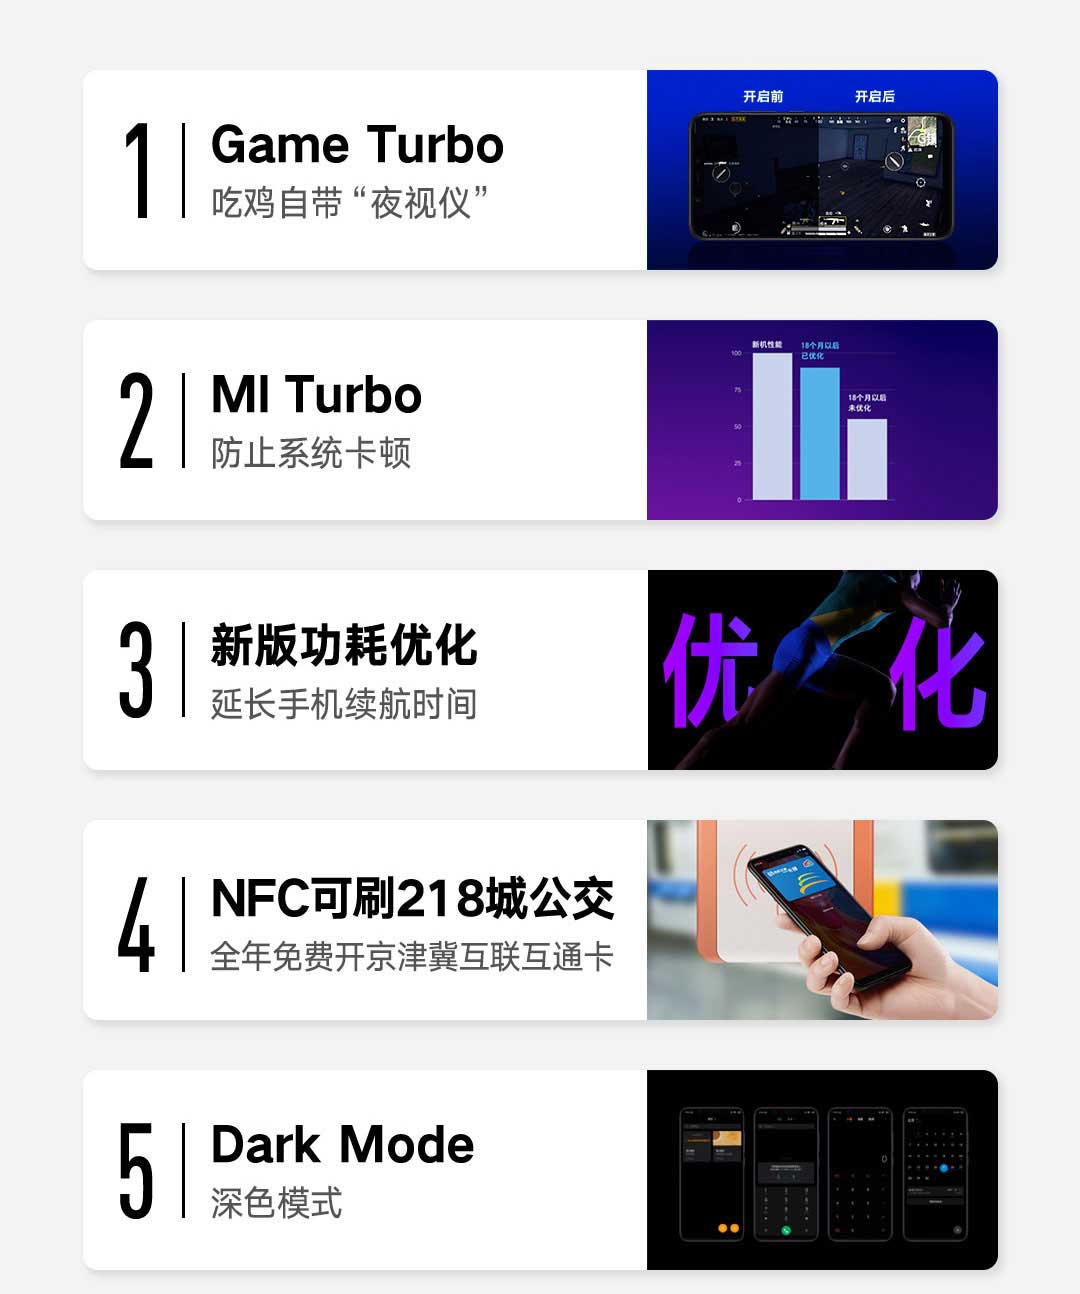 1
Game Turbo
吃鸡自带 “夜视仪”
开启前
开启后
2
MI Turbo
防止系统卡顿
新机性能
18个月以后
已优化
18个月以后
未优化
100
75
50
25
0
3
新版功耗优化
延长手机续航时间
优
化
4
NFC可刷218城公交
全年免费开京津冀互联互通卡
5
Dark Mode
深色模式